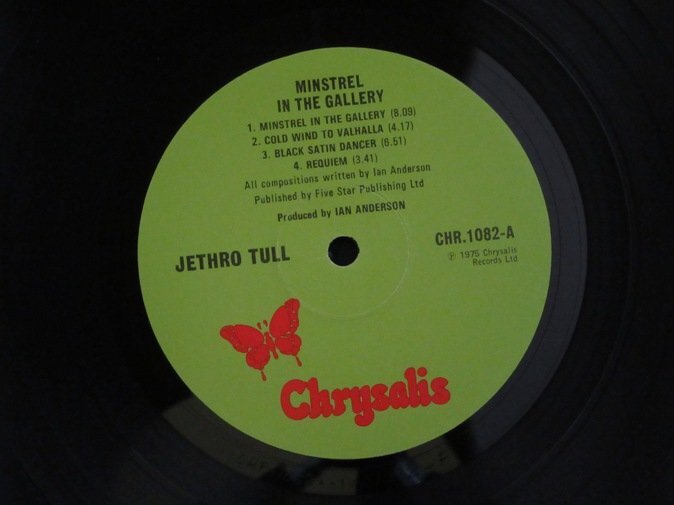 MINSTREL
IN THE GALLERY
1. MINSTREL IN THE GALLERY (8.09)
2. COLD WIND TO VALHALLA (4.17)
3. BLACK SATIN DANCER (6.51)
4. REQUIEM (3.41)
All compositions written by Ian Anderson
Published by Five Star Publishing Ltd
Produced by IAN ANDERSON
JETHRO TULL
CHR.1082-A
℗ 1975 Chrysalis
Records Ltd
Chrysalis